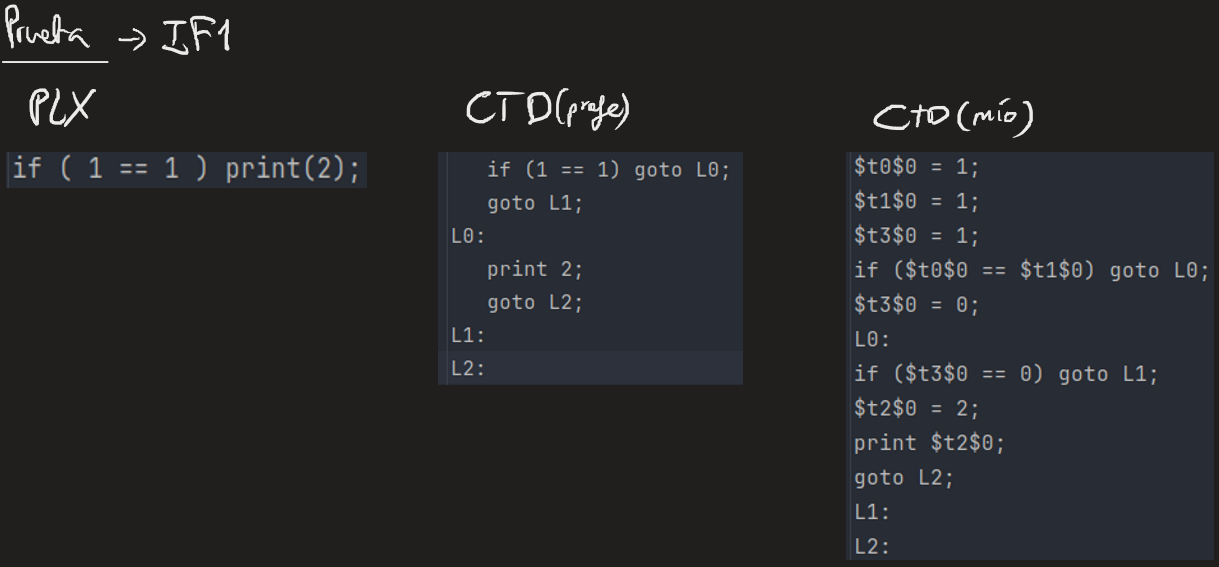 Prueba → IF1
PLX
if ( 1 == 1 ) print(2);
CTD(profe)
if (1 == 1) goto L0;
goto L1;
L0:
print 2;
goto L2;
L1:
L2:
CTD(mío)
$t0$0 = 1;
$t1$0 = 1;
$t3$0 = 1;
if ($t0$0 == $t1$0) goto L0;
$t3$0 = 0;
L0:
if ($t3$0 == 0) goto L1;
$t2$0 = 2;
print $t2$0;
goto L2;
L1:
L2: